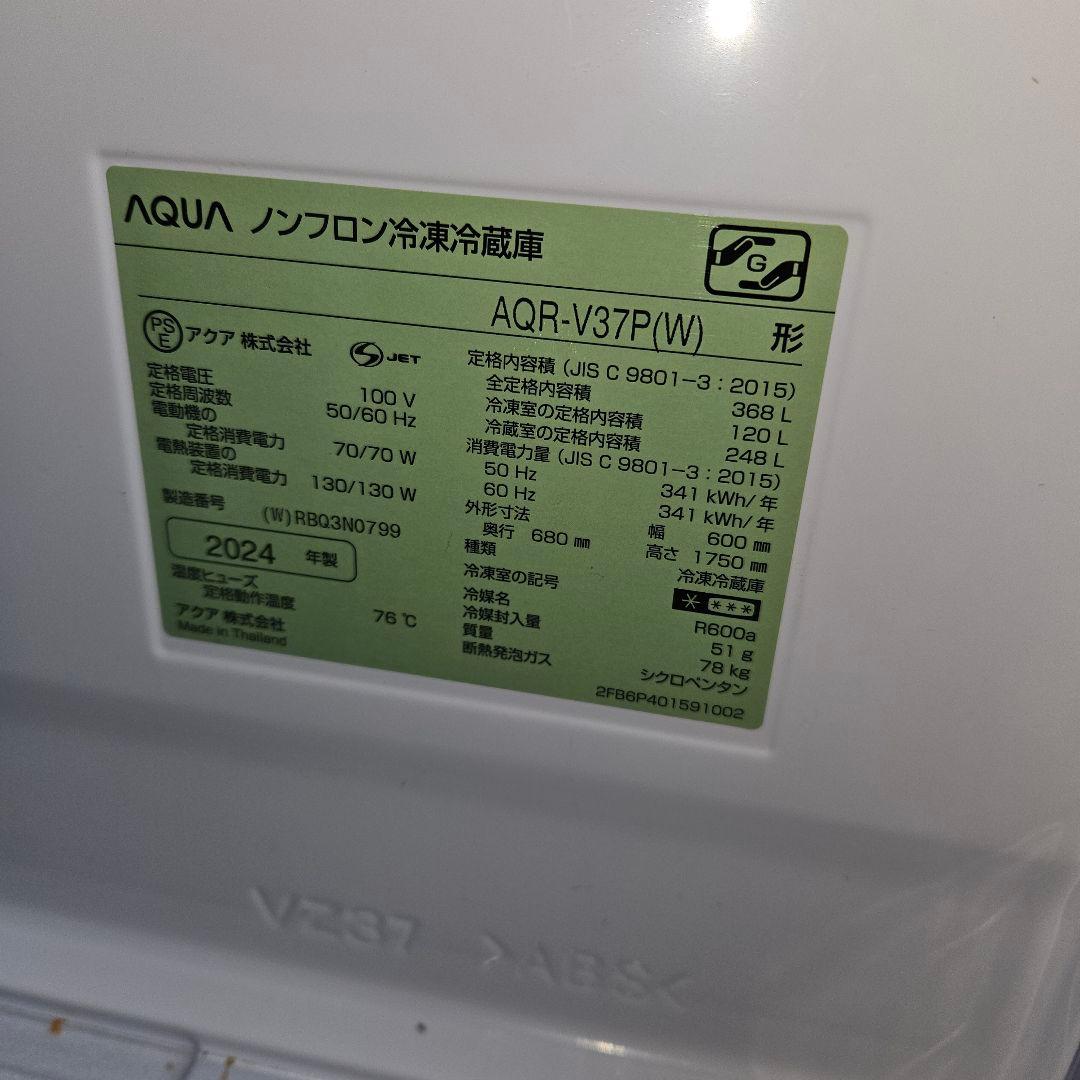 AQUA ノンフロン冷凍冷蔵庫
G
AQR-V37P(W) 形
PS E アクア 株式会社 S JET
定格電圧 100 V
定格周波数 50/60 Hz
電動機の
定格消費電力 70/70 W
電熱装置の
定格消費電力 130/130 W
製造番号
(W)RBQ3N0799
2024 年製
温度ヒューズ
定格動作温度 76 ℃
アクア 株式会社
Made in Thailand
定格内容積 (JIS C 9801-3 : 2015)
全定格内容積 368 L
冷凍室の定格内容積 120 L
冷蔵室の定格内容積 248 L
消費電力量 (JIS C 9801-3 : 2015)
50 Hz 341 kWh/年
60 Hz 341 kWh/年
外形寸法 幅 600 mm
奥行 680 mm 高さ 1750 mm
種類 冷凍冷蔵庫
冷凍室の記号 * ***
冷媒名 R600a
冷媒封入量 51 g
質量 78 kg
断熱発泡ガス シクロペンタン
2FB6P401591002
VZ37 >ABS<